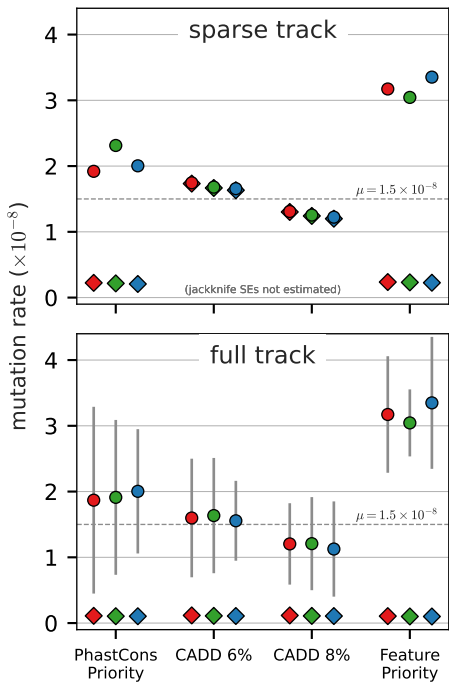 sparse track
4
3
2
1
0
μ = 1.5 × 10⁻⁸
(jackknife SEs not estimated)
mutation rate (×10⁻⁸)
full track
4
3
2
1
0
μ = 1.5 × 10⁻⁸
PhastCons
Priority
CADD 6%
CADD 8%
Feature
Priority